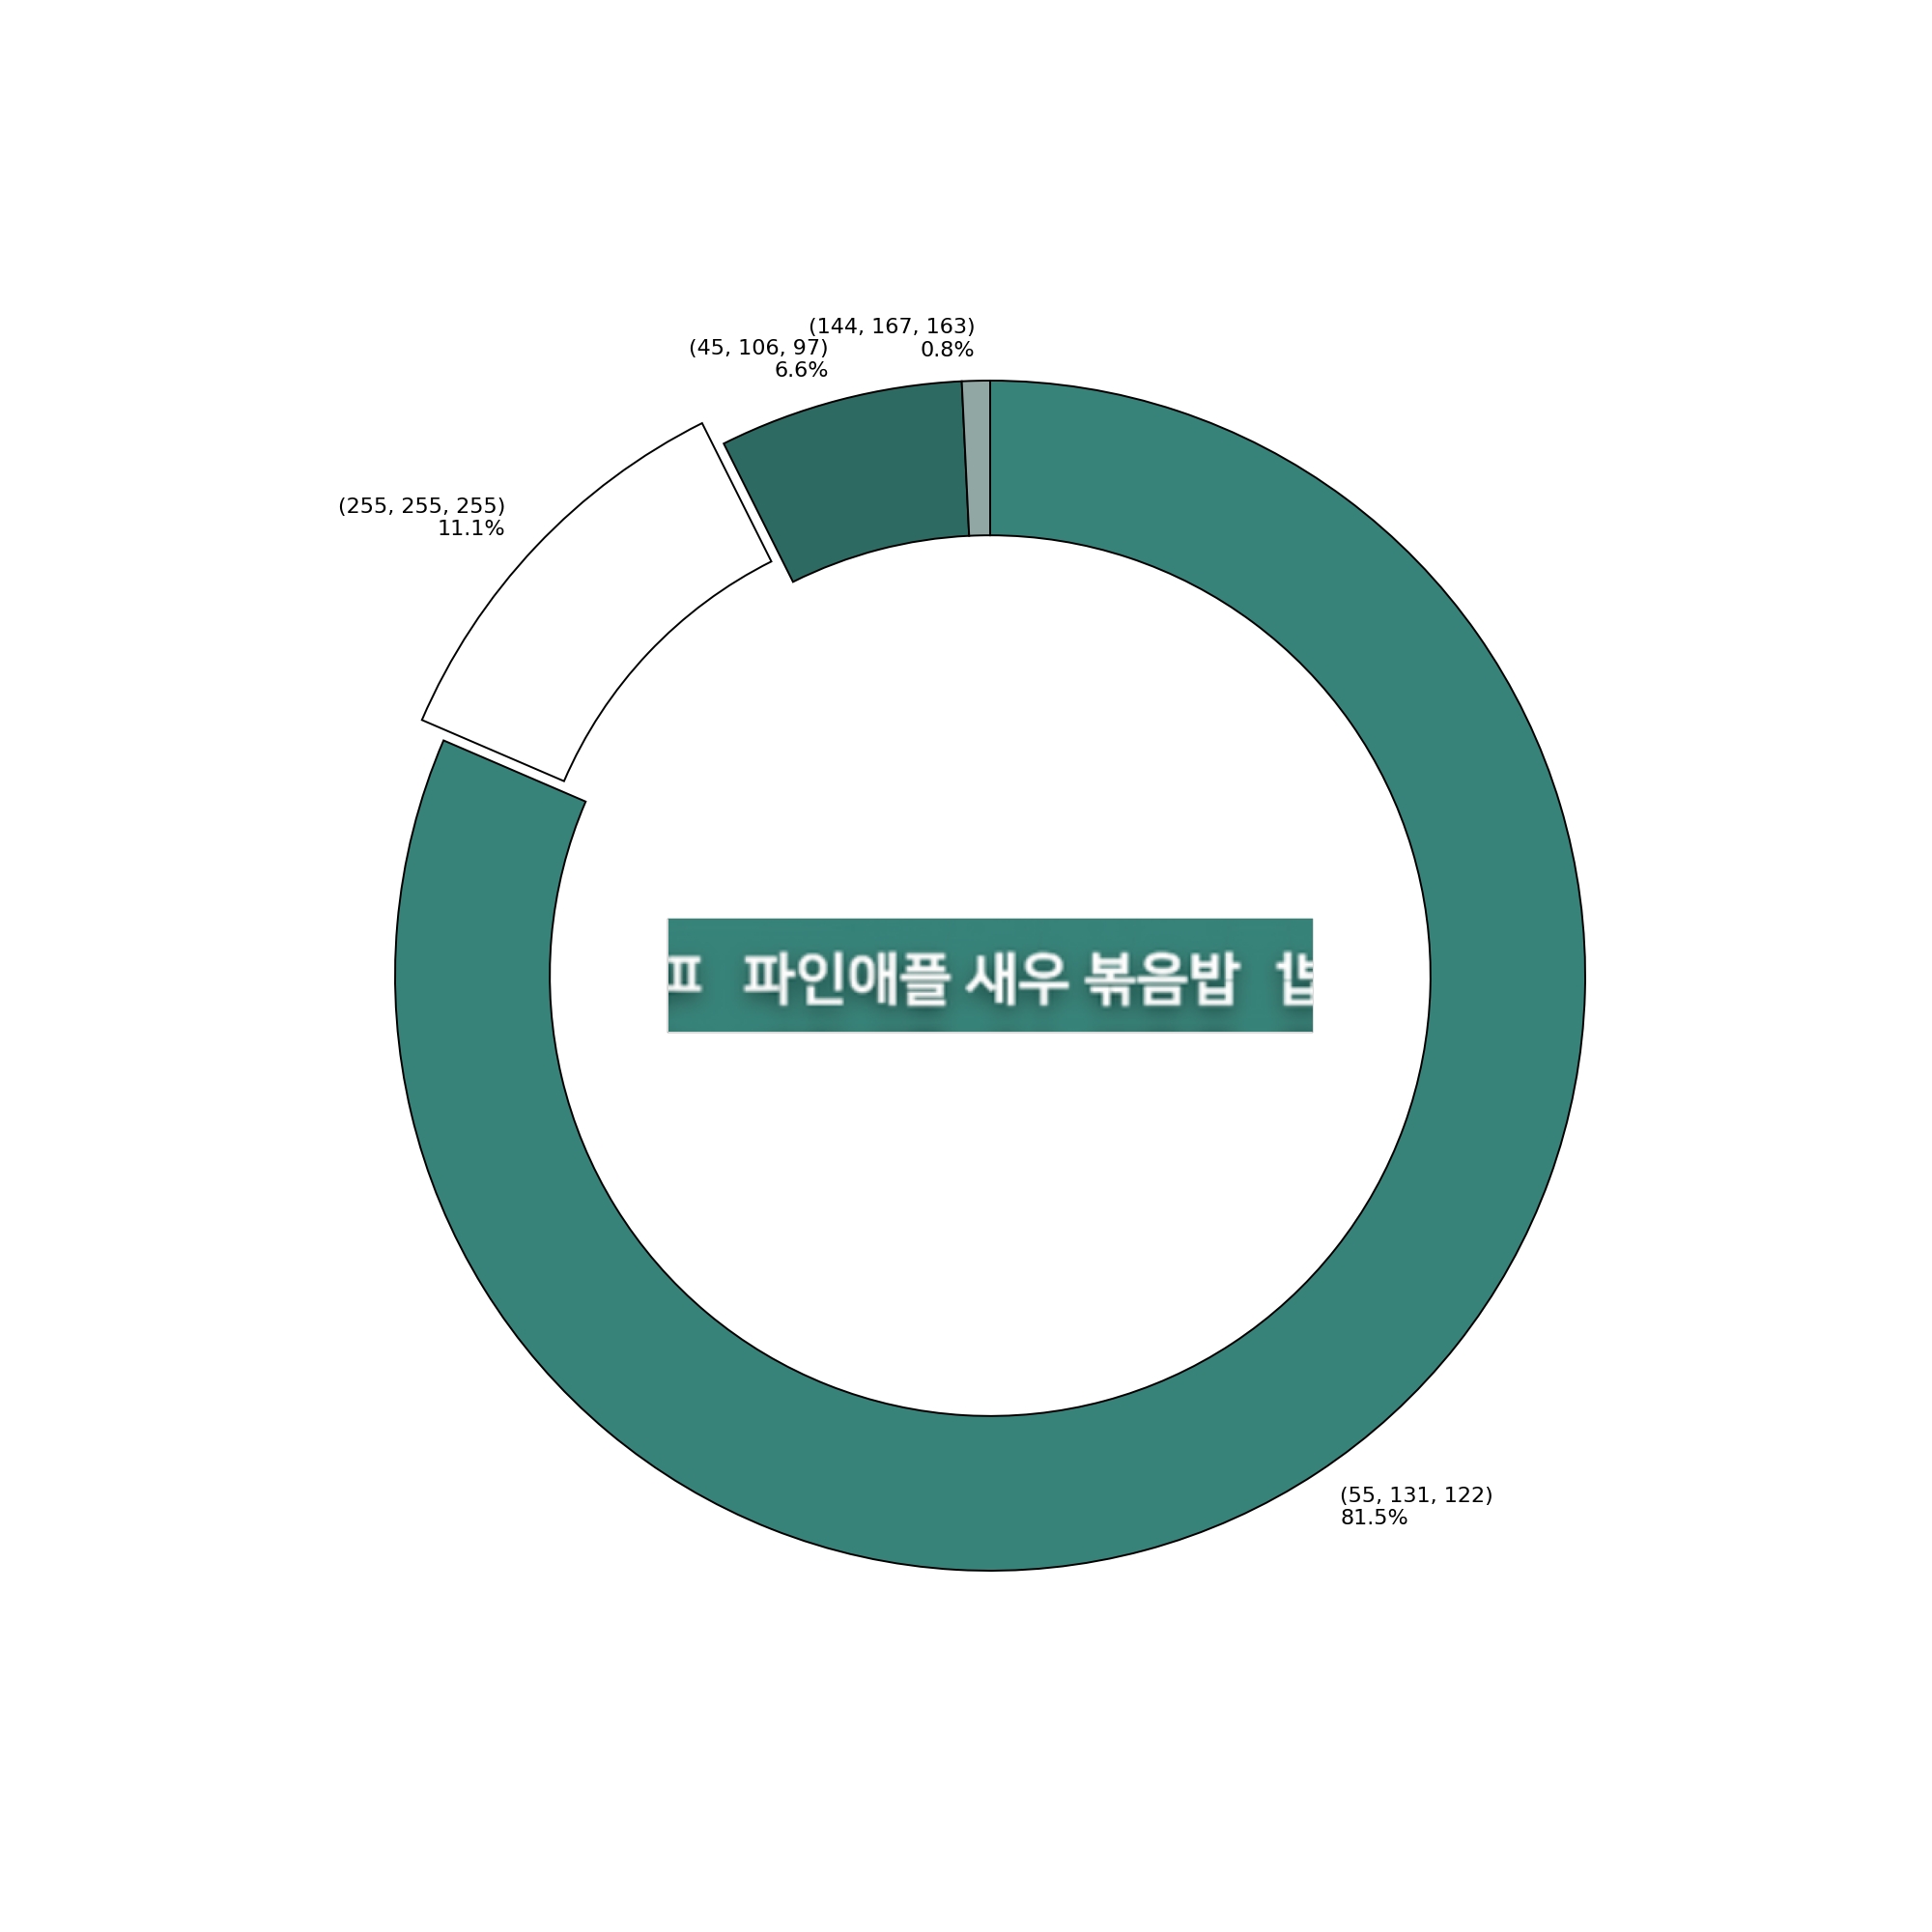 (144, 167, 163)
0.8%
(45, 106, 97)
6.6%
(255, 255, 255)
11.1%
파인애플 새우 볶음밥
(55, 131, 122)
81.5%